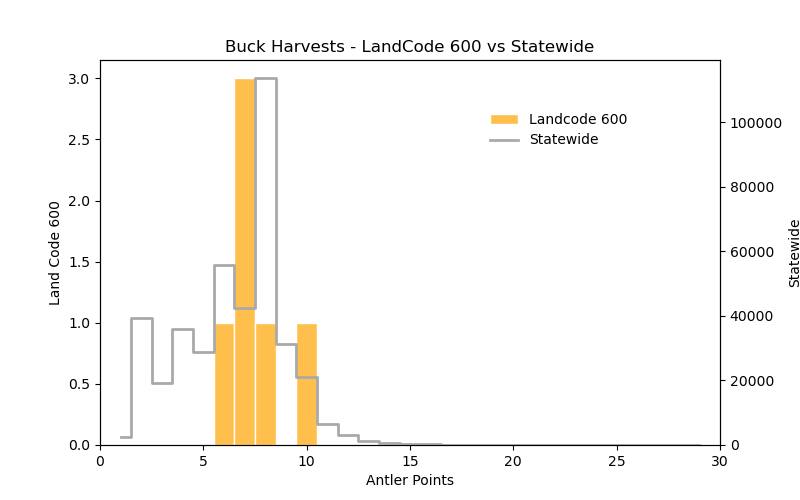 Buck Harvests - LandCode 600 vs Statewide
3.0
2.5
2.0
1.5
1.0
0.5
0.0
Land Code 600
Landcode 600
Statewide
100000
80000
60000
40000
20000
0
Statewide
0 5 10 15 20 25 30
Antler Points